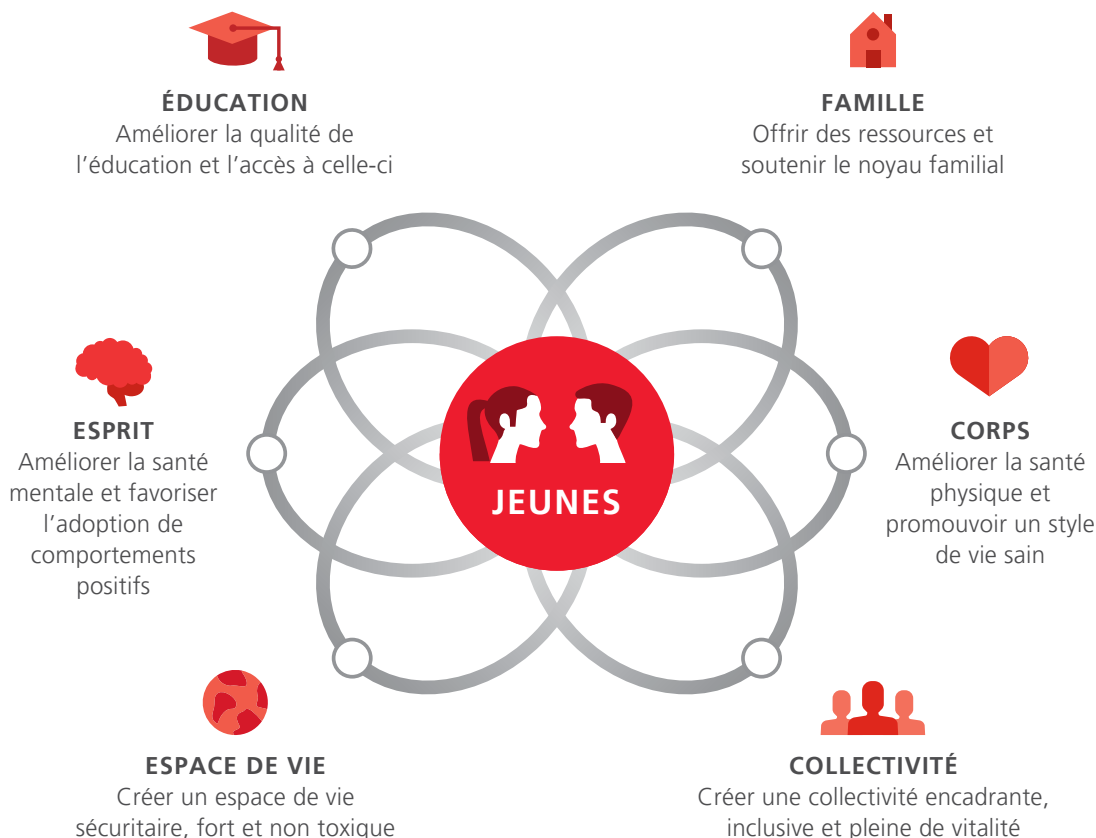 ÉDUCATION
Améliorer la qualité de
l'éducation et l'accès à celle-ci
FAMILLE
Offrir des ressources et
soutenir le noyau familial
ESPRIT
Améliorer la santé
mentale et favoriser
l'adoption de
comportements
positifs
JEUNES
CORPS
Améliorer la santé
physique et
promouvoir un style
de vie sain
ESPACE DE VIE
Créer un espace de vie
sécuritaire, fort et non toxique
COLLECTIVITÉ
Créer une collectivité encadrante,
inclusive et pleine de vitalité